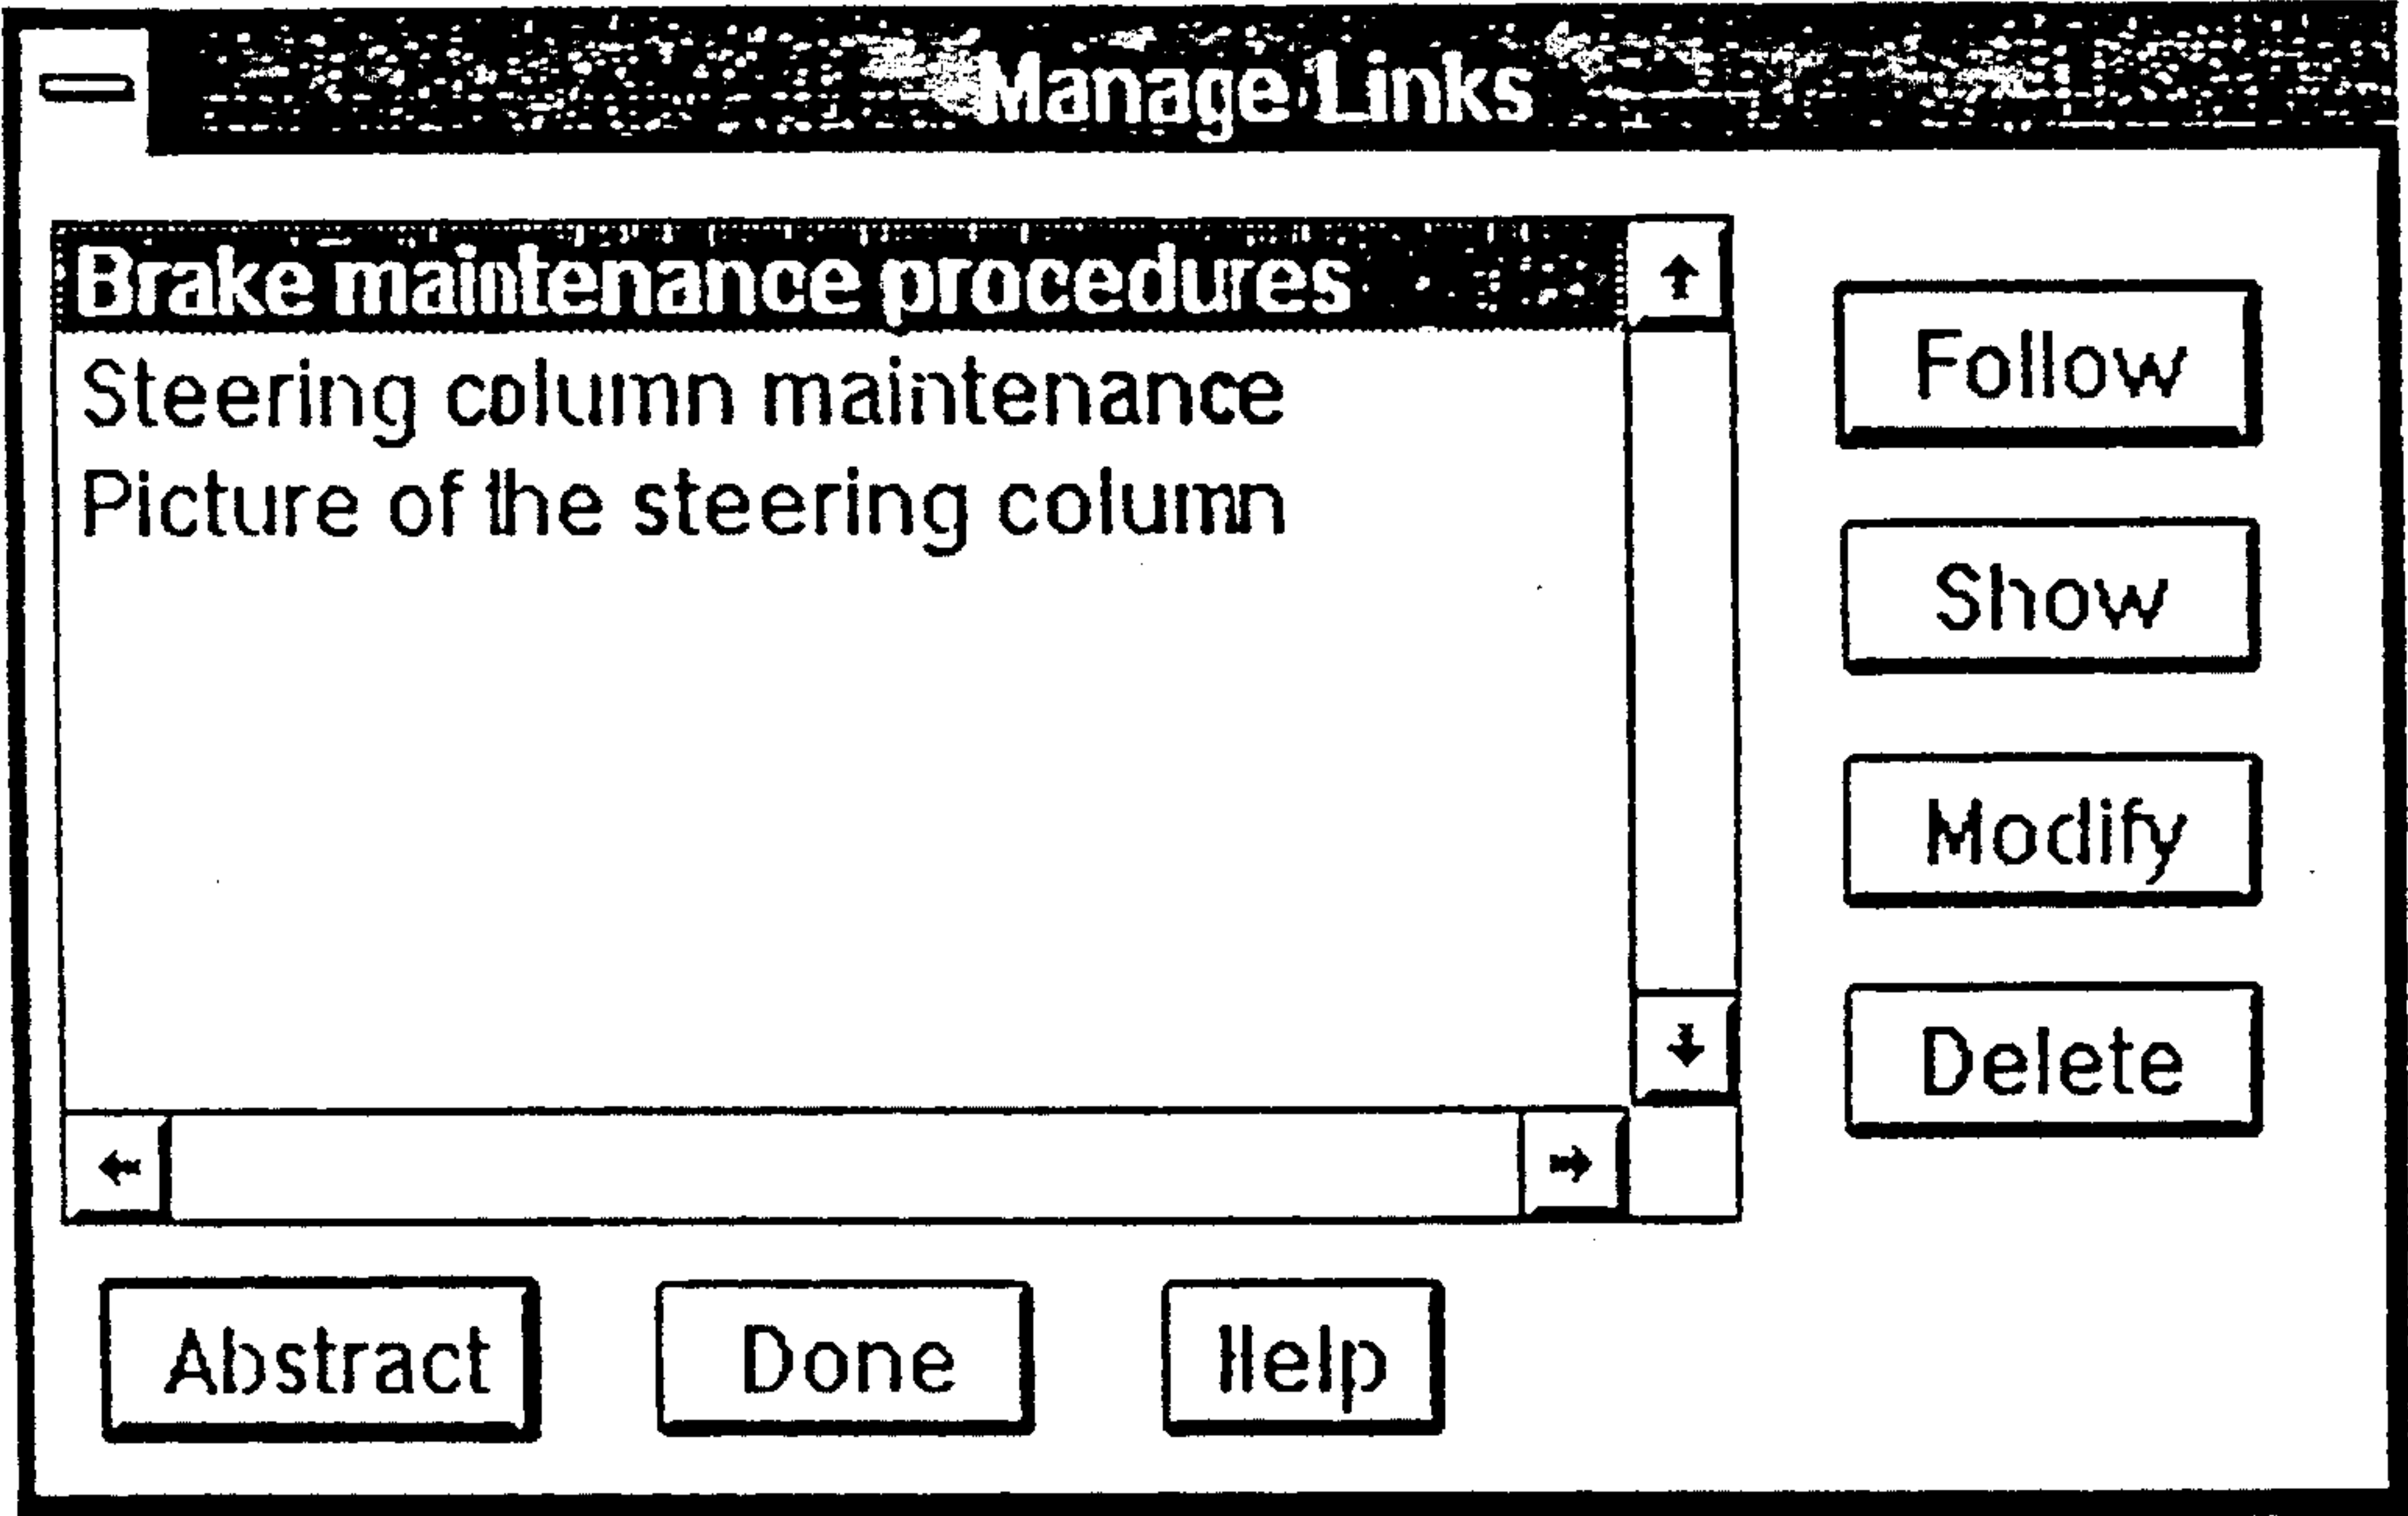 Manage Links
Brake maintenance procedures
Steering column maintenance
Picture of the steering column
Follow
Show
Modify
Delete
Abstract
Done
Help